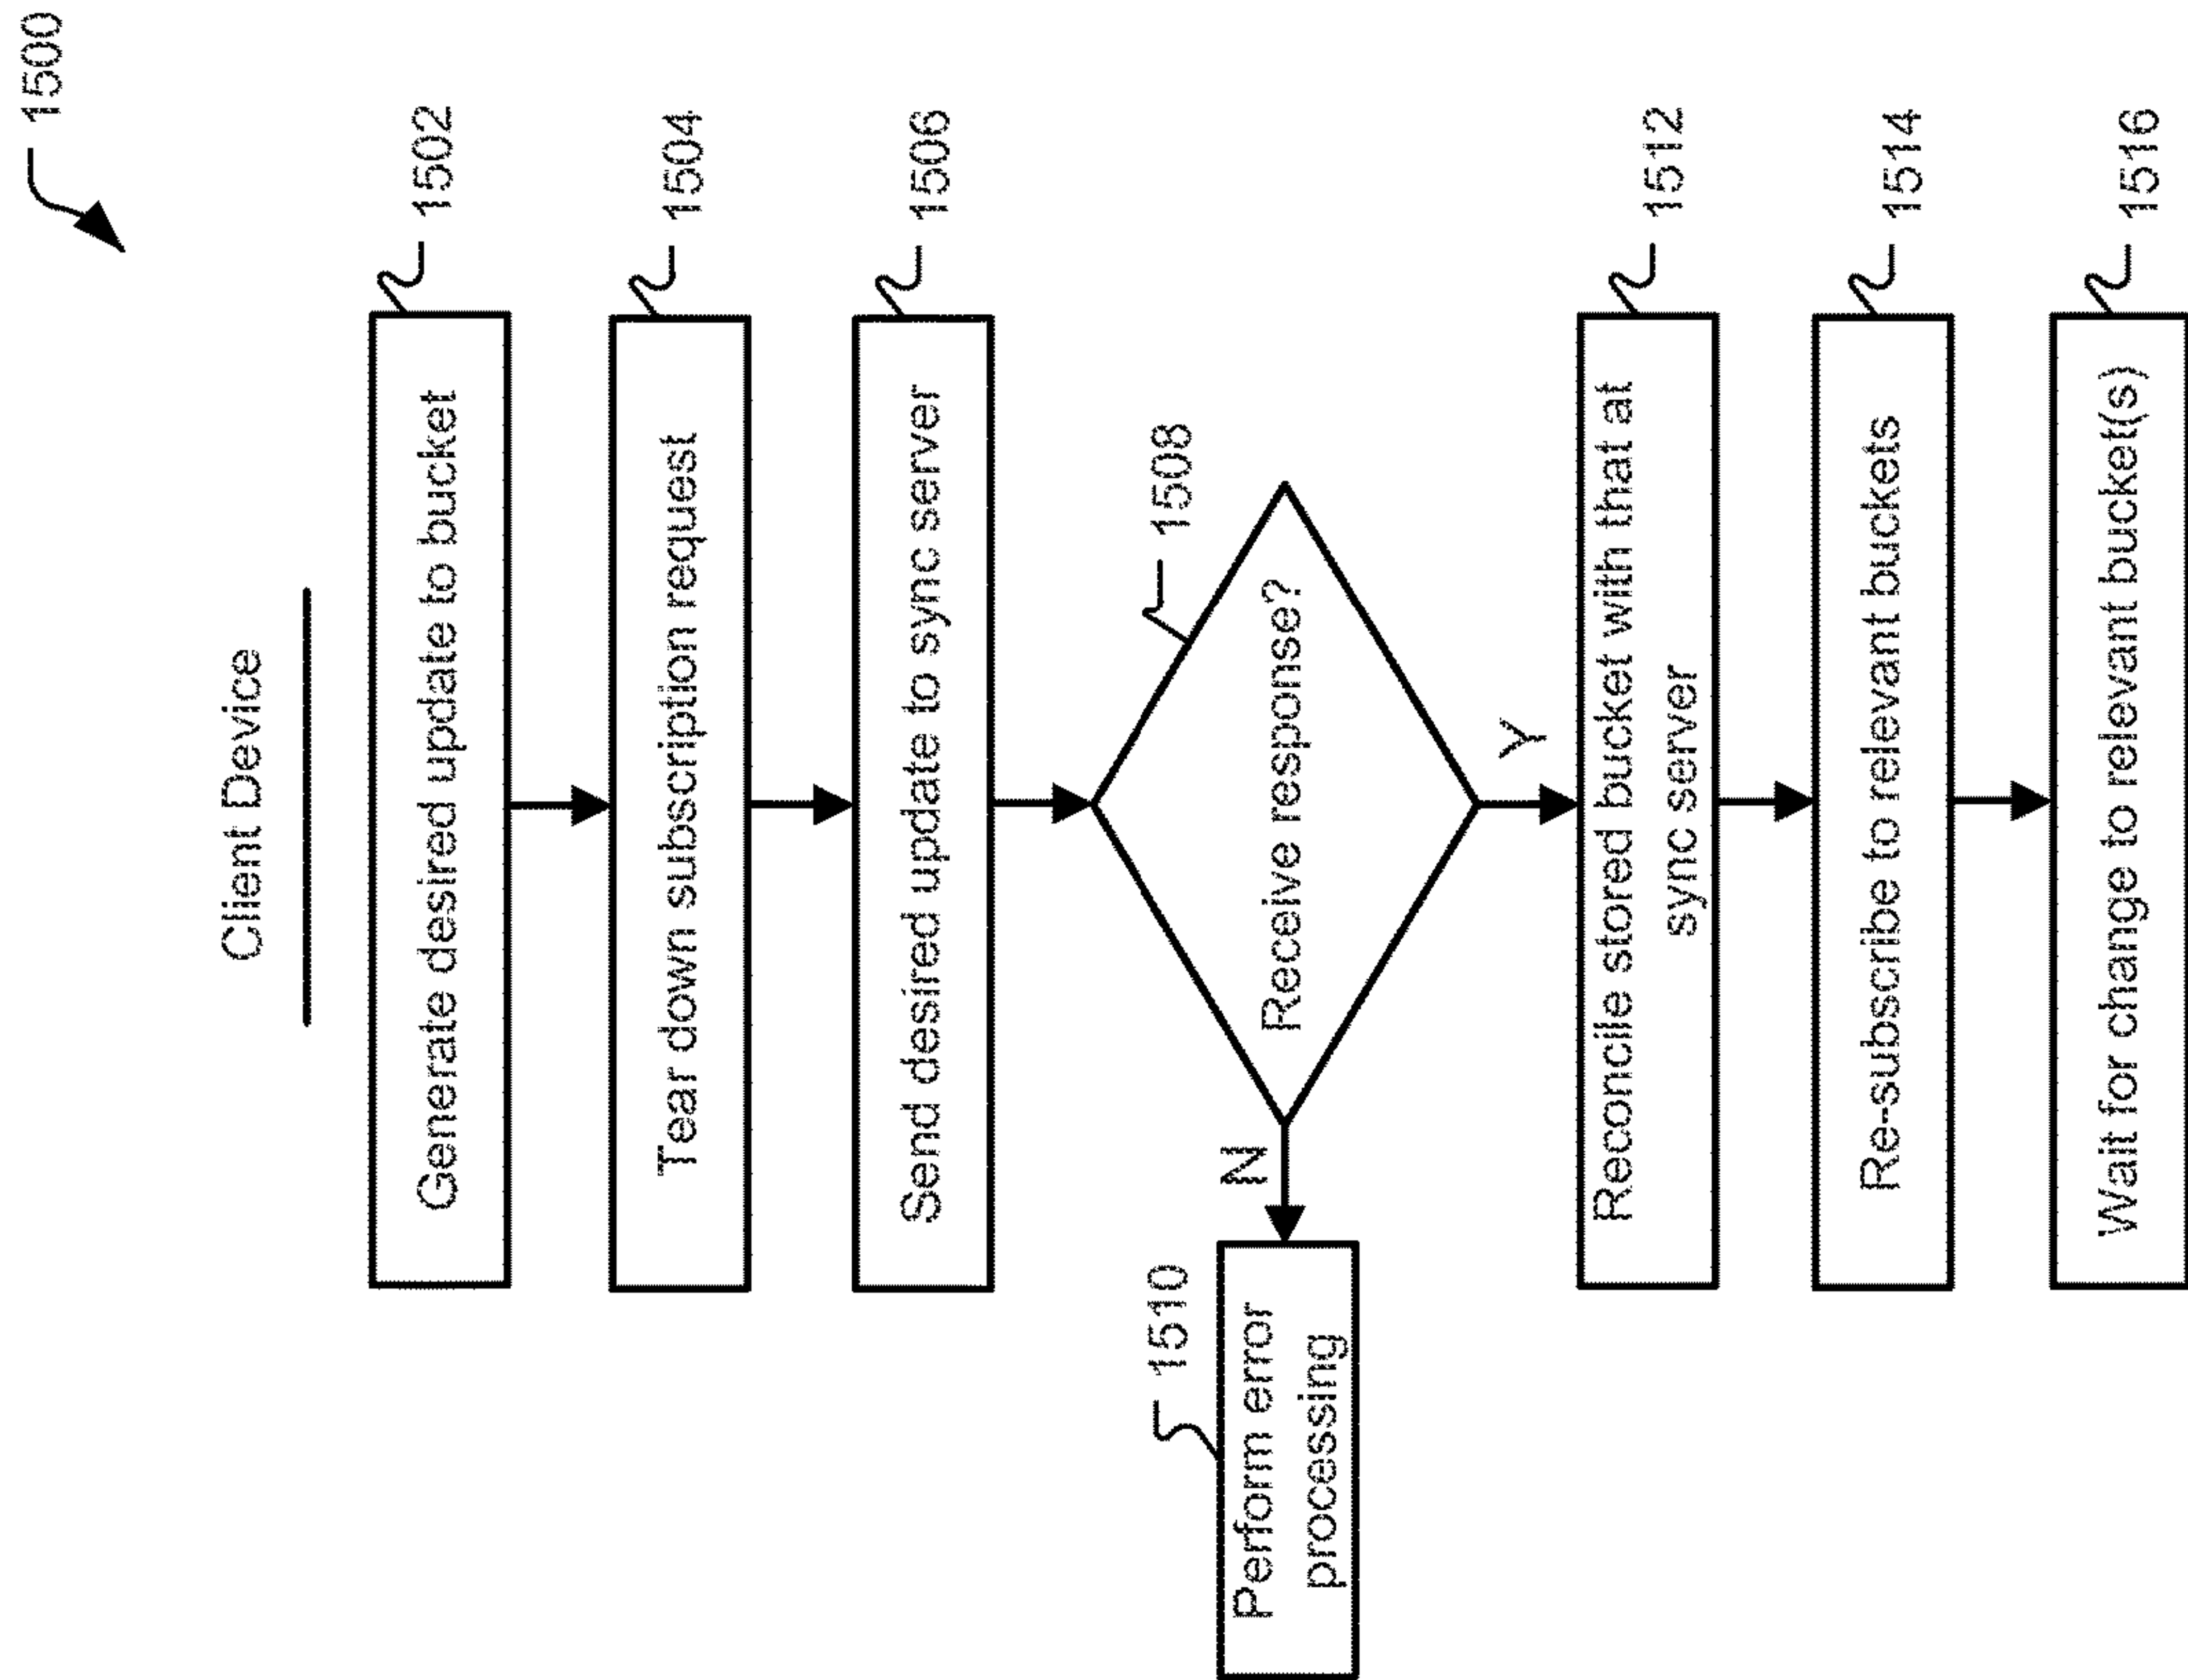 1500
Client Device
Generate desired update to bucket
1502
Tear down subscription request
1504
Send desired update to sync server
1506
Receive response?
1508
N
Perform error
processing
1510
Y
Reconcile stored bucket with that at
sync server
1512
Re-subscribe to relevant buckets
1514
Wait for change to relevant bucket(s)
1516